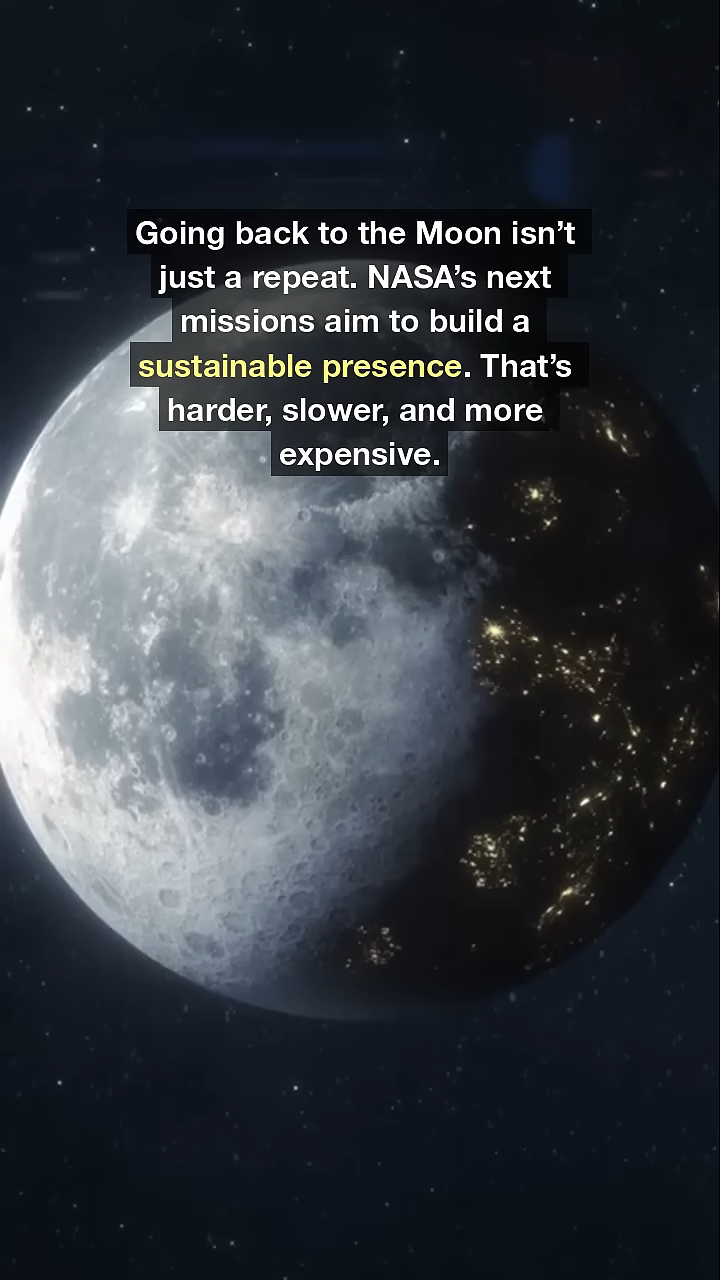 Going back to the Moon isn’t
just a repeat. NASA’s next
missions aim to build a
sustainable presence. That’s
harder, slower, and more
expensive.